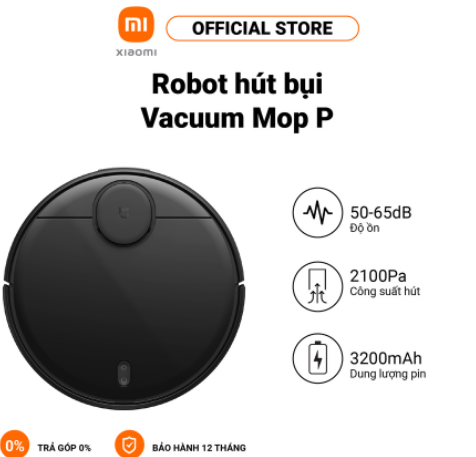 mi
xiaomi
OFFICIAL STORE
Robot hút bụi
Vacuum Mop P
50-65dB
Độ ồn
2100Pa
Công suất hút
3200mAh
Dung lượng pin
0%
TRẢ GÓP 0%
BẢO HÀNH 12 THÁNG